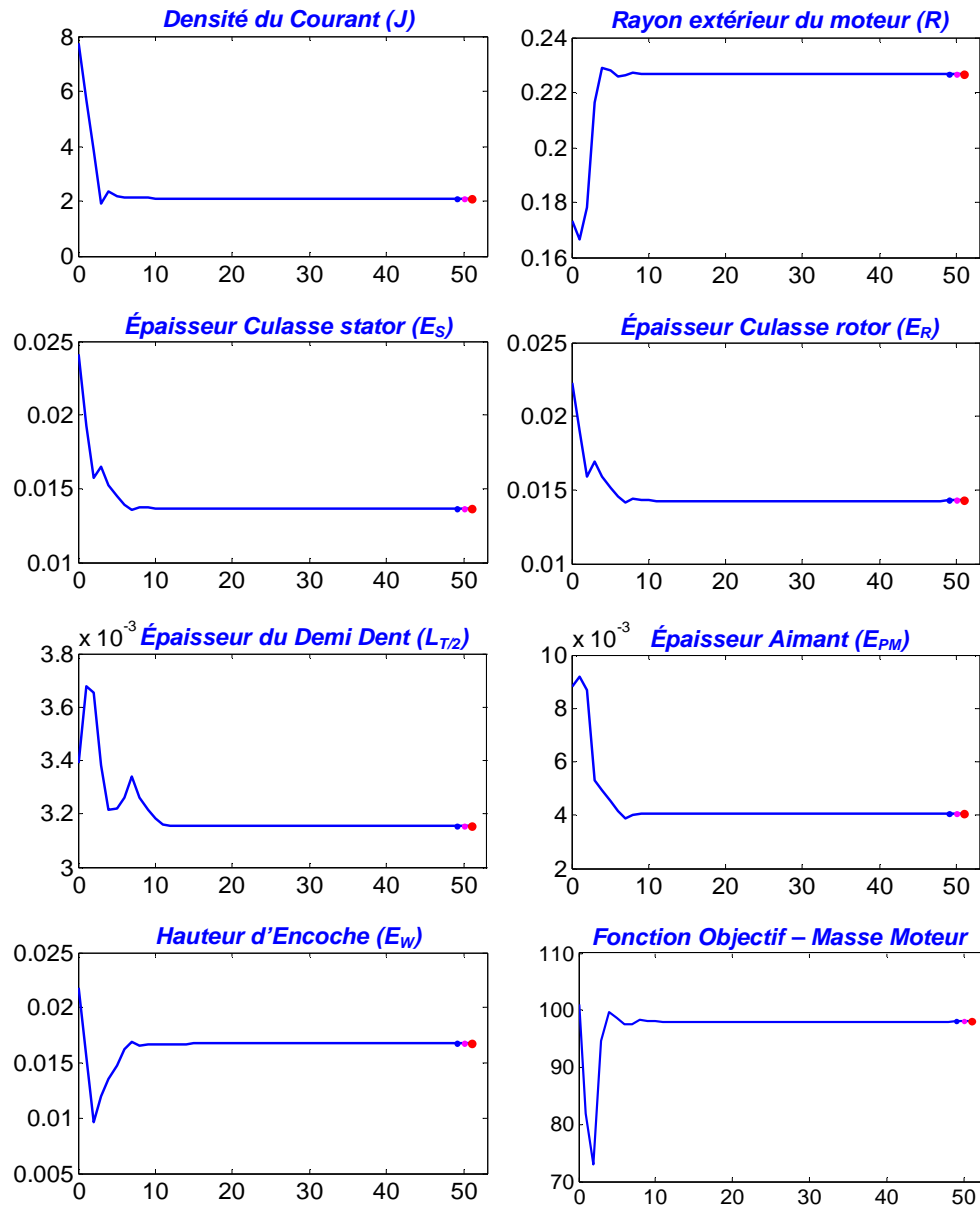 Densité du Courant (J)
8
6
4
2
0
0 10 20 30 40 50
Rayon extérieur du moteur (R)
0.24
0.22
0.2
0.18
0.16
0 10 20 30 40 50
Épaisseur Culasse stator (ES)
0.025
0.02
0.015
0.01
0 10 20 30 40 50
Épaisseur Culasse rotor (ER)
0.025
0.02
0.015
0.01
0 10 20 30 40 50
x 10-3 Épaisseur du Demi Dent (LT/2)
3.8
3.6
3.4
3.2
3
0 10 20 30 40 50
x 10-3 Épaisseur Aimant (EPM)
10
8
6
4
2
0 10 20 30 40 50
Hauteur d’Encoche (EW)
0.025
0.02
0.015
0.01
0.005
0 10 20 30 40 50
Fonction Objectif – Masse Moteur
110
100
90
80
70
0 10 20 30 40 50